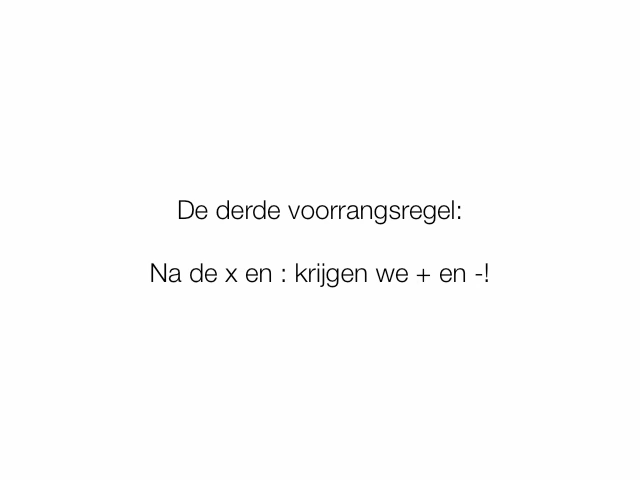 De derde voorrangsregel:
Na de x en : krijgen we + en -!